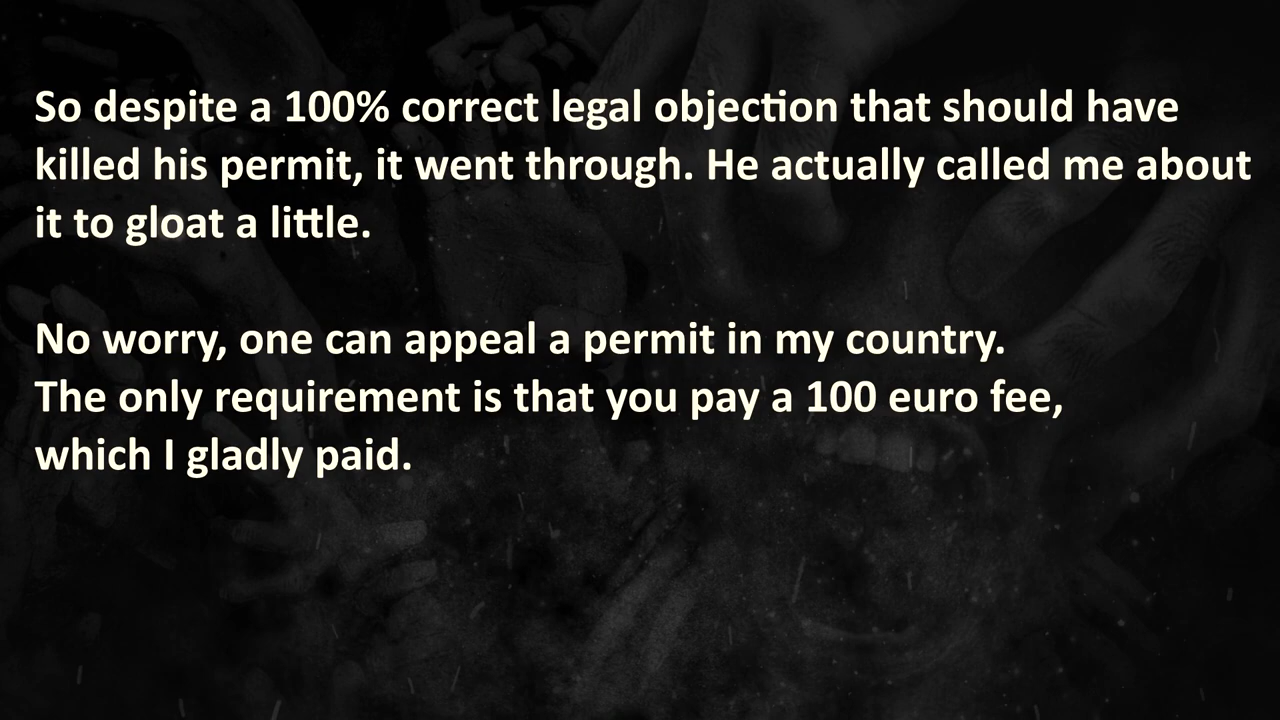 So despite a 100% correct legal objection that should have
killed his permit, it went through. He actually called me about
it to gloat a little.
No worry, one can appeal a permit in my country.
The only requirement is that you pay a 100 euro fee,
which I gladly paid.